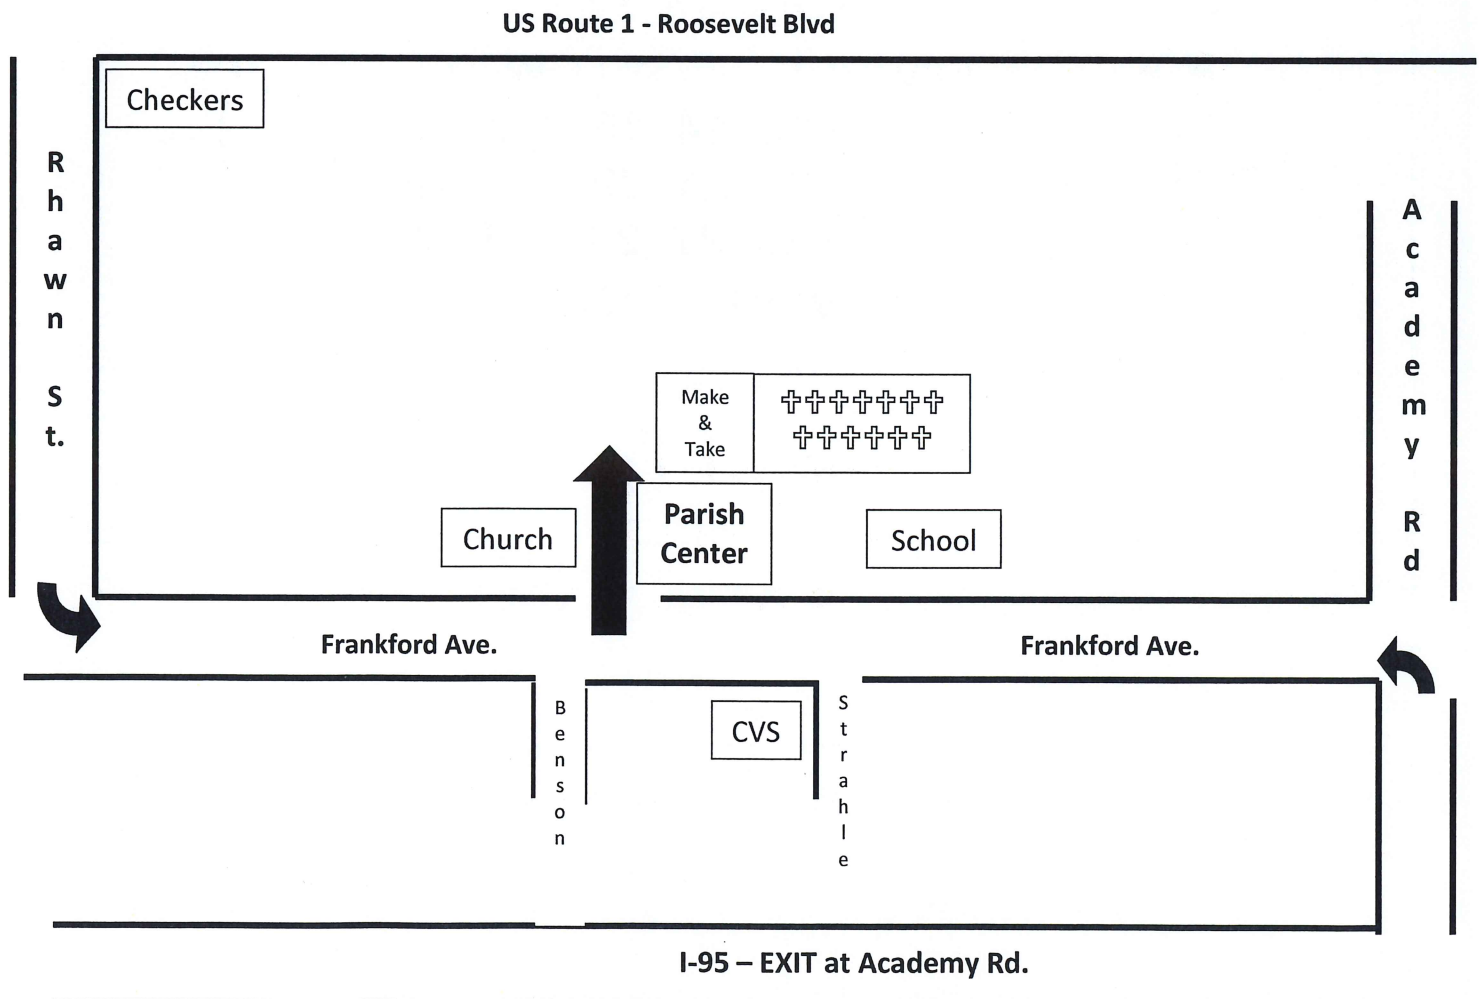 US Route 1 - Roosevelt Blvd
Checkers
Rhawn St.
Academy Rd
Make
&
Take
Church
Parish
Center
School
Frankford Ave.
Frankford Ave.
Benson
CVS
Strahle
I-95 – EXIT at Academy Rd.